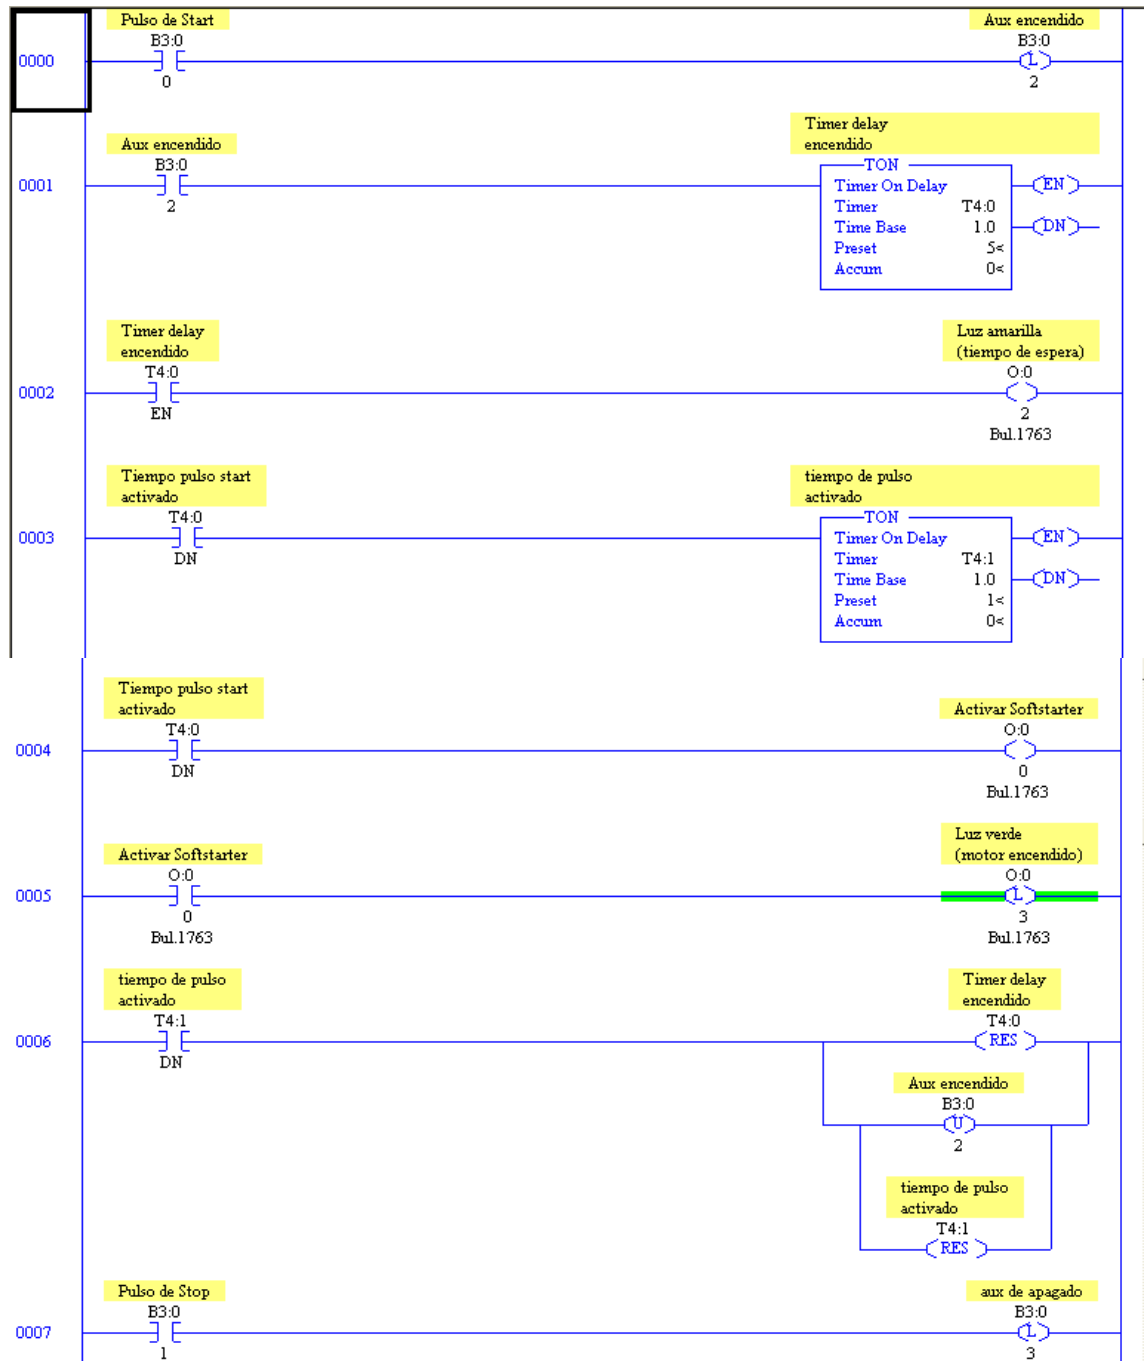 Pulso de Start
B3:0
0
Aux encendido
B3:0
L
2
0000
Aux encendido
B3:0
2
Timer delay
encendido
TON
Timer On Delay
Timer T4:0
Time Base 1.0
Preset 5<
Accum 0<
EN
DN
0001
Timer delay
encendido
T4:0
EN
Luz amarilla
(tiempo de espera)
O:0
2
Bul.1763
0002
Tiempo pulso start
activado
T4:0
DN
tiempo de pulso
activado
TON
Timer On Delay
Timer T4:1
Time Base 1.0
Preset 1<
Accum 0<
EN
DN
0003
Tiempo pulso start
activado
T4:0
DN
Activar Softstarter
O:0
0
Bul.1763
0004
Activar Softstarter
O:0
0
Bul.1763
Luz verde
(motor encendido)
O:0
L
3
Bul.1763
0005
tiempo de pulso
activado
T4:1
DN
Timer delay
encendido
T4:0
RES
Aux encendido
B3:0
U
2
tiempo de pulso
activado
T4:1
RES
0006
Pulso de Stop
B3:0
1
aux de apagado
B3:0
L
3
0007